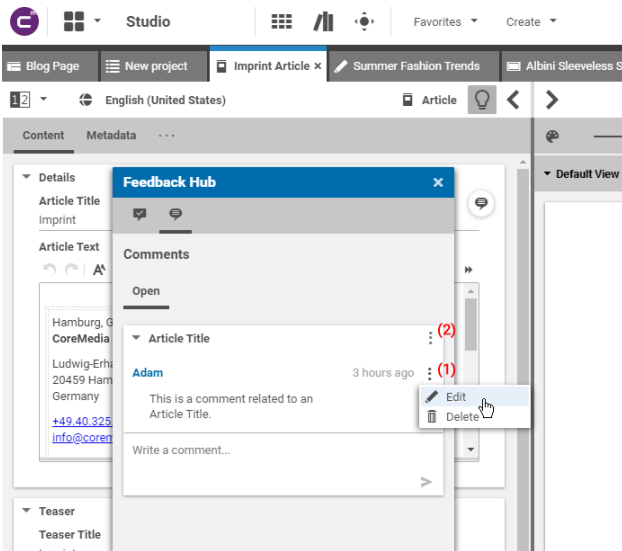 Studio
Favorites
Create
Blog Page
New project
Imprint Article ×
Summer Fashion Trends
Albini Sleeveless S
12
English (United States)
Article
Content
Metadata
...
Details
Article Title
Imprint
Article Text
Feedback Hub
×
Comments
Open
Default View
Hamburg, G
CoreMedia
Ludwig-Erha
20459 Ham
Germany
+49.40.325
info@corem
Article Title
(2)
Adam
3 hours ago
(1)
This is a comment related to an
Article Title.
Edit
Delete
Write a comment...
Teaser
Teaser Title